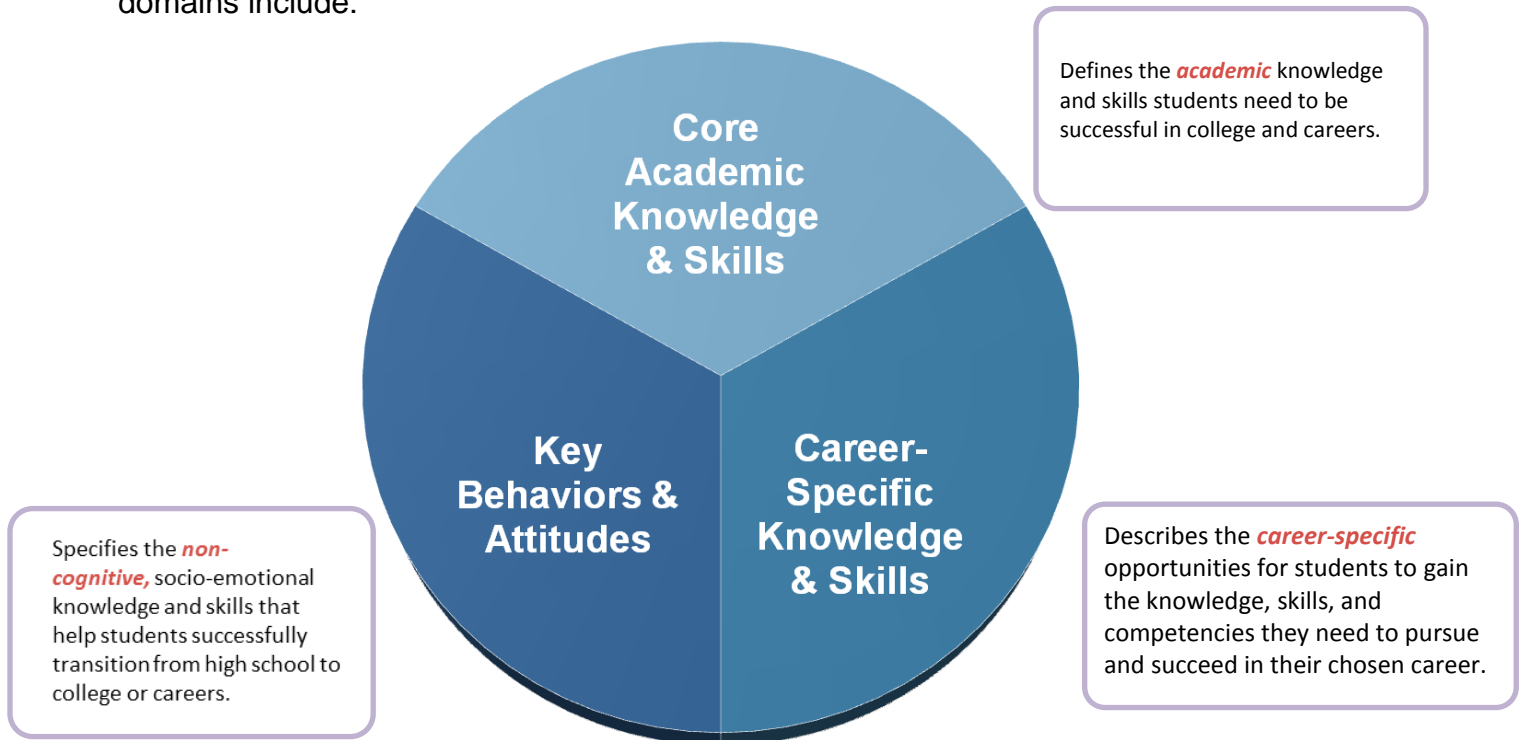 domains include:
Defines the academic knowledge
and skills students need to be
successful in college and careers.
Core
Academic
Knowledge
& Skills
Key
Behaviors &
Attitudes
Career-
Specific
Knowledge
& Skills
Specifies the non-
cognitive, socio-emotional
knowledge and skills that
help students successfully
transition from high school to
college or careers.
Describes the career-specific
opportunities for students to gain
the knowledge, skills, and
competencies they need to pursue
and succeed in their chosen career.